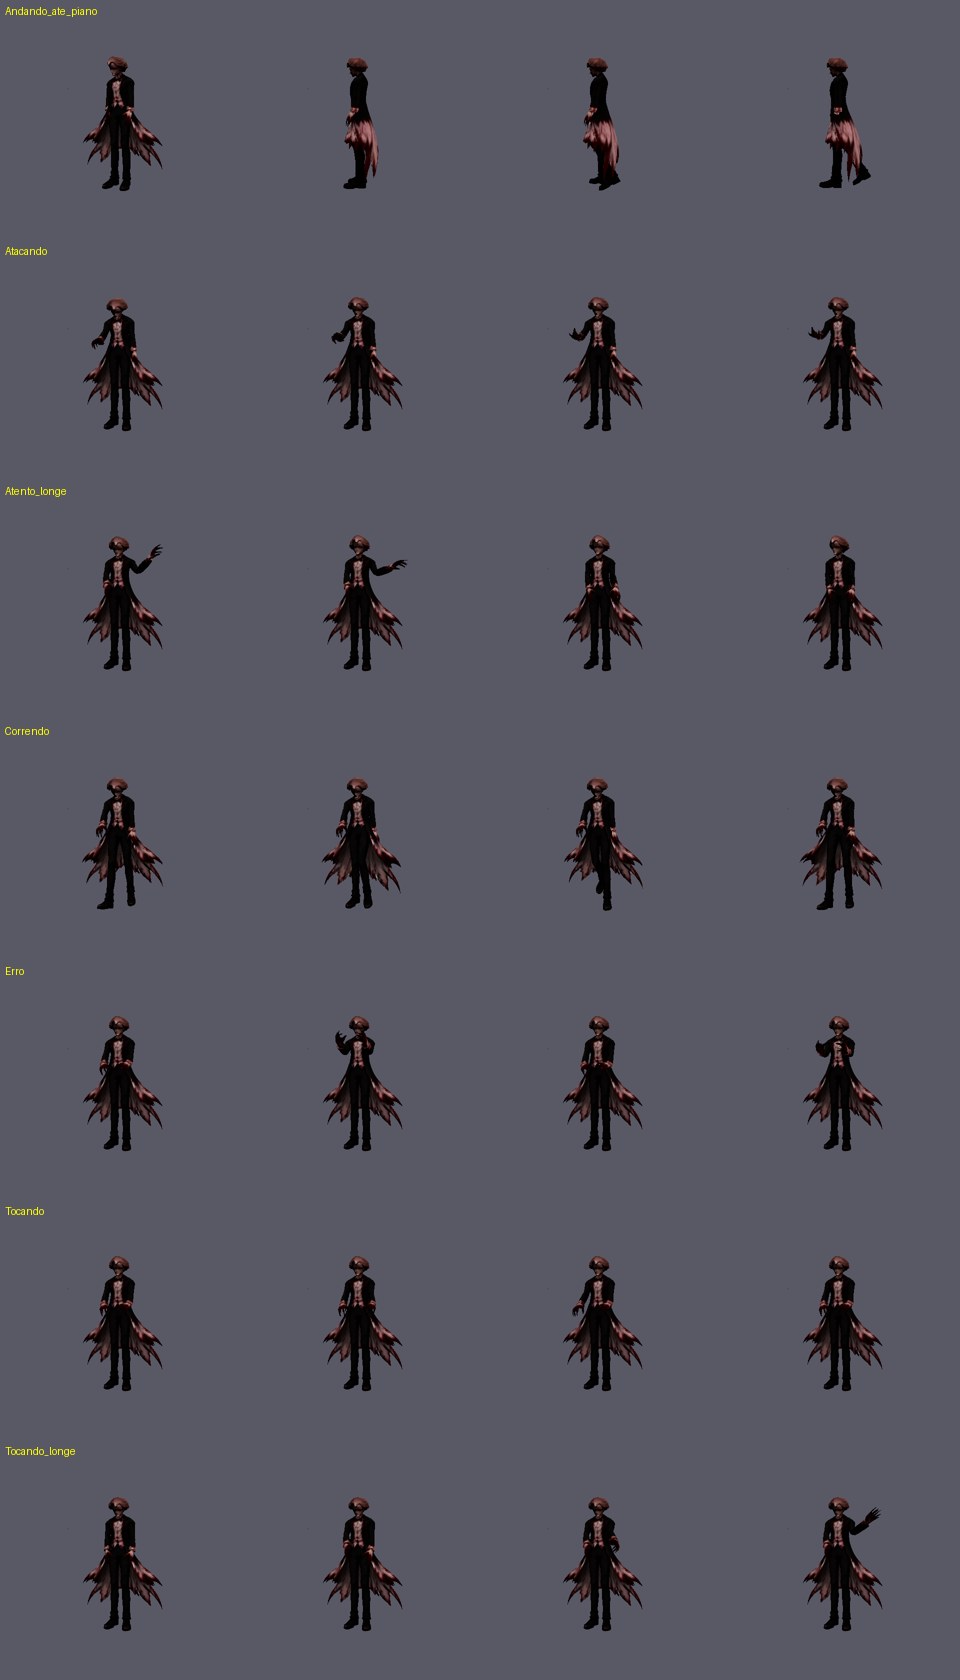 Andando_ate_piano
Atacando
Atento_longe
Correndo
Erro
Tocando
Tocando_longe